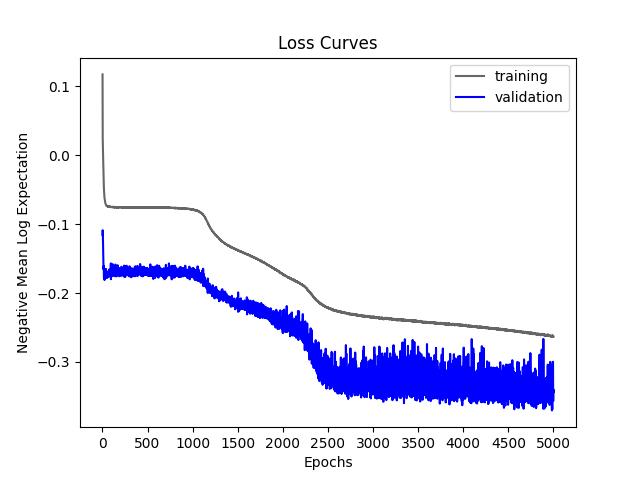 Loss Curves
training
validation
0.1
0.0
−0.1
−0.2
−0.3
Negative Mean Log Expectation
0 500 1000 1500 2000 2500 3000 3500 4000 4500 5000
Epochs